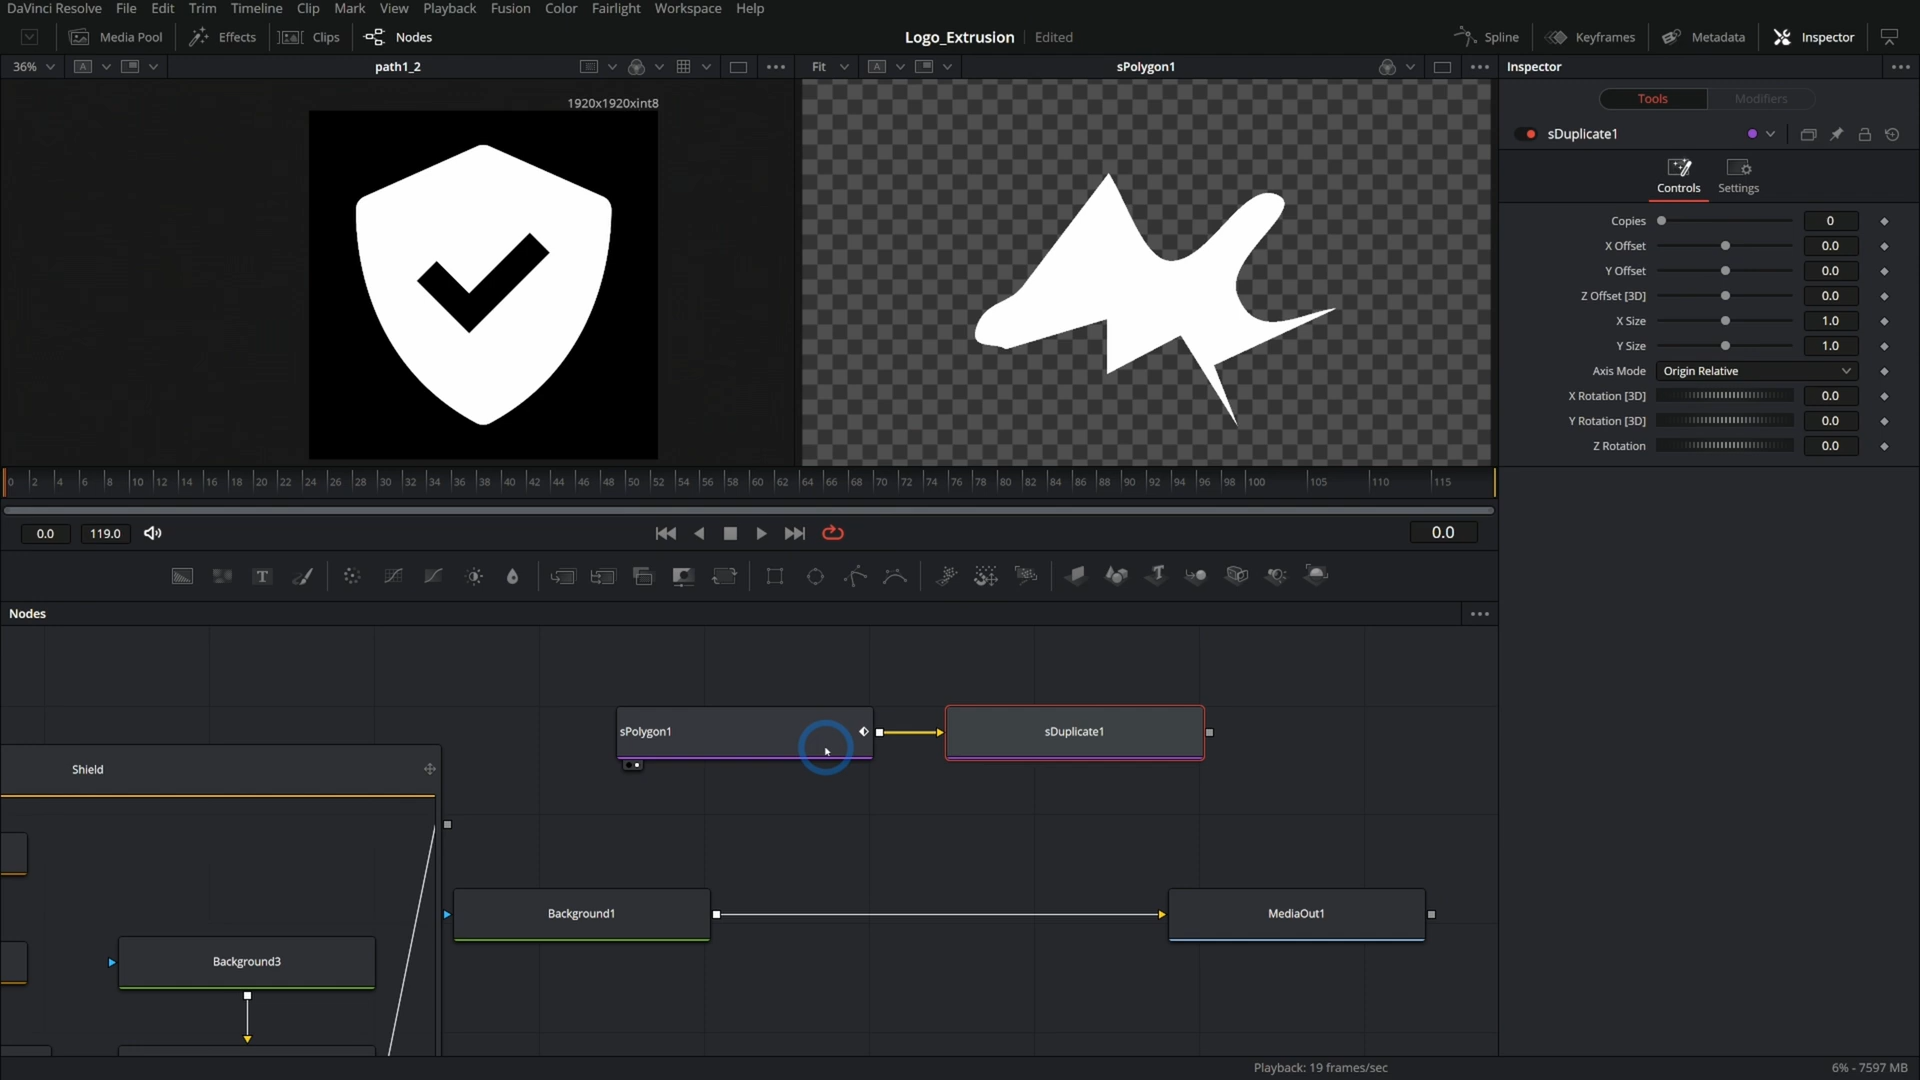 DaVinci Resolve File Edit Trim Timeline Clip Mark View Playback Fusion Color Fairlight Workspace Help
Media Pool Effects Clips Nodes Logo_Extrusion Edited Spline Keyframes Metadata Inspector
36% A path1_2 Fit A sPolygon1 Inspector
1920x1920xint8
Tools Modifiers
sDuplicate1
Controls Settings
Copies 0
X Offset 0.0
Y Offset 0.0
Z Offset [3D] 0.0
X Size 1.0
Y Size 1.0
Axis Mode Origin Relative
X Rotation [3D] 0.0
Y Rotation [3D] 0.0
Z Rotation 0.0
0 2 4 6 8 10 12 14 16 18 20 22 24 26 28 30 32 34 36 38 40 42 44 46 48 50 52 54 56 58 60 62 64 66 68 70 72 74 76 78 80 82 84 86 88 90 92 94 96 98 100 105 110 115
0.0 119.0 0.0
T T
Nodes
sPolygon1 sDuplicate1
Shield
Background1 MediaOut1
Background3
Playback: 19 frames/sec 6% - 7597 MB